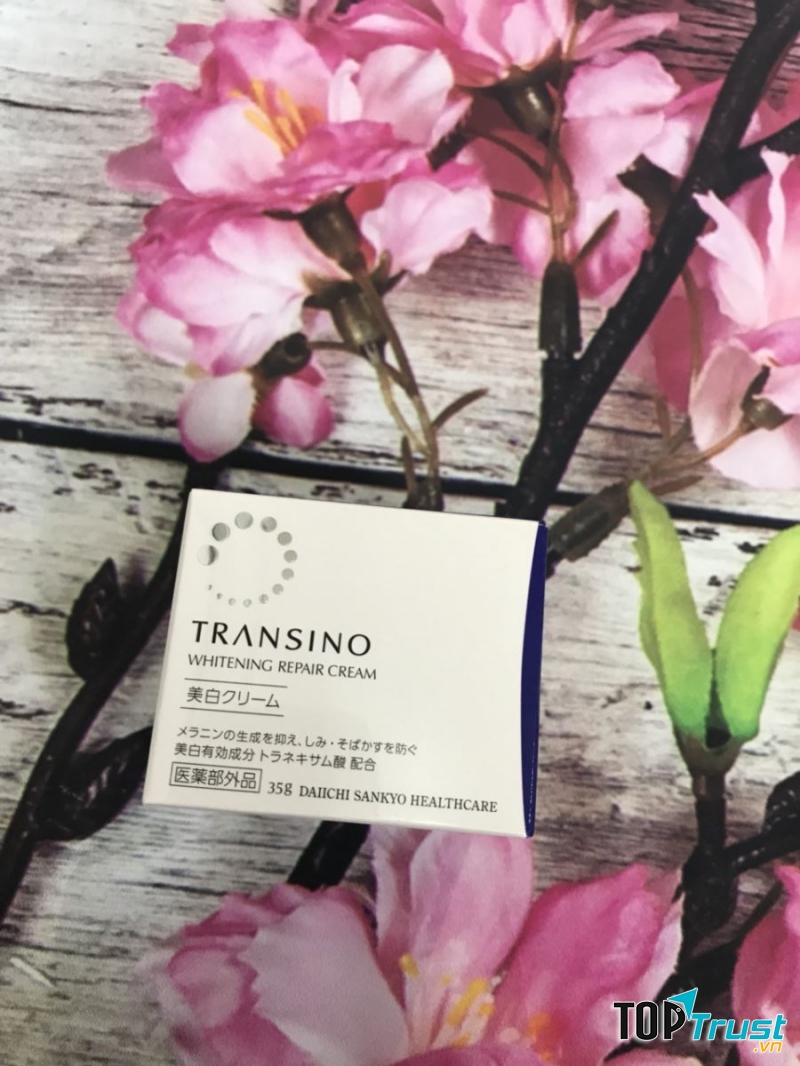 TRANSINO
WHITENING REPAIR CREAM
美白クリーム
メラニンの生成を抑え、しみ・そばかすを防ぐ
美白有効成分 トラネキサム酸 配合
医薬部外品 35g DAIICHI SANKYO HEALTHCARE
TOPTrust.vn